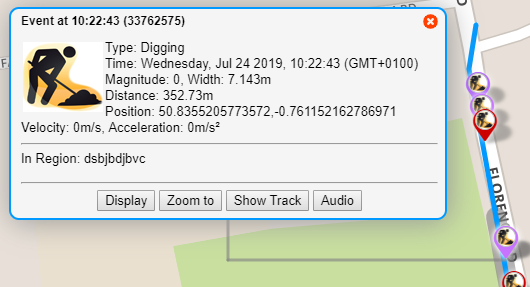 Event at 10:22:43 (33762575)
Type: Digging
Time: Wednesday, Jul 24 2019, 10:22:43 (GMT+0100)
Magnitude: 0, Width: 7.143m
Distance: 352.73m
Position: 50.8355205773572,-0.761152162786971
Velocity: 0m/s, Acceleration: 0m/s²
In Region: dsbjbdjbvc
Display Zoom to Show Track Audio